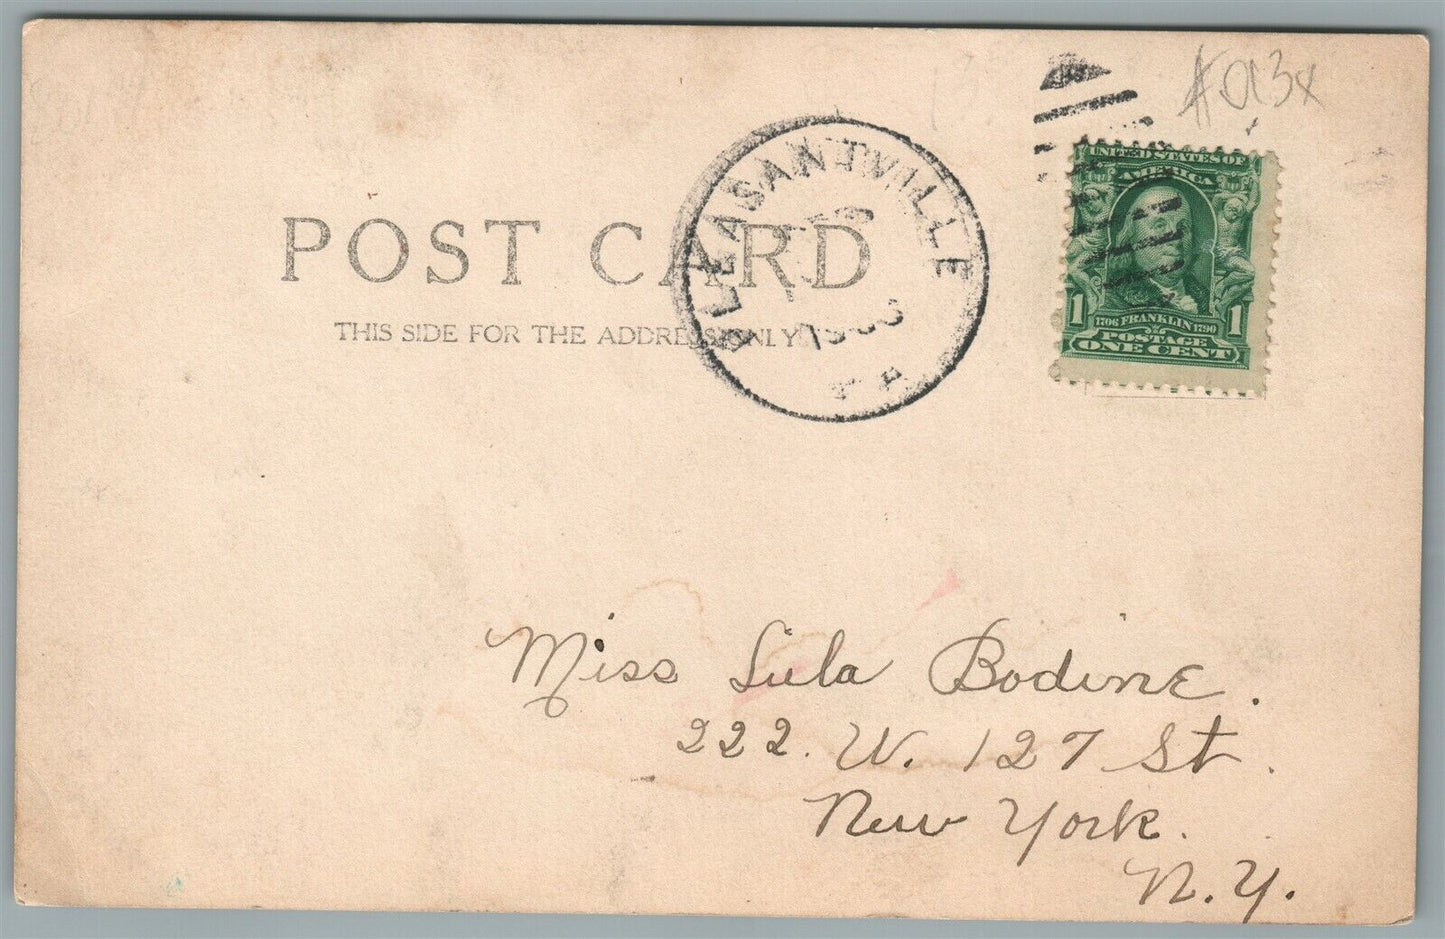 #013x
UNITED STATES OF
AMERICA
1 1706 FRANKLIN 1790 1
POSTAGE
ONE CENT
PLEASANTVILLE
POST CARD
THIS SIDE FOR THE ADDRESS ONLY.
Miss Lula Bodine.
222. W. 127 St.
New York.
N.Y.